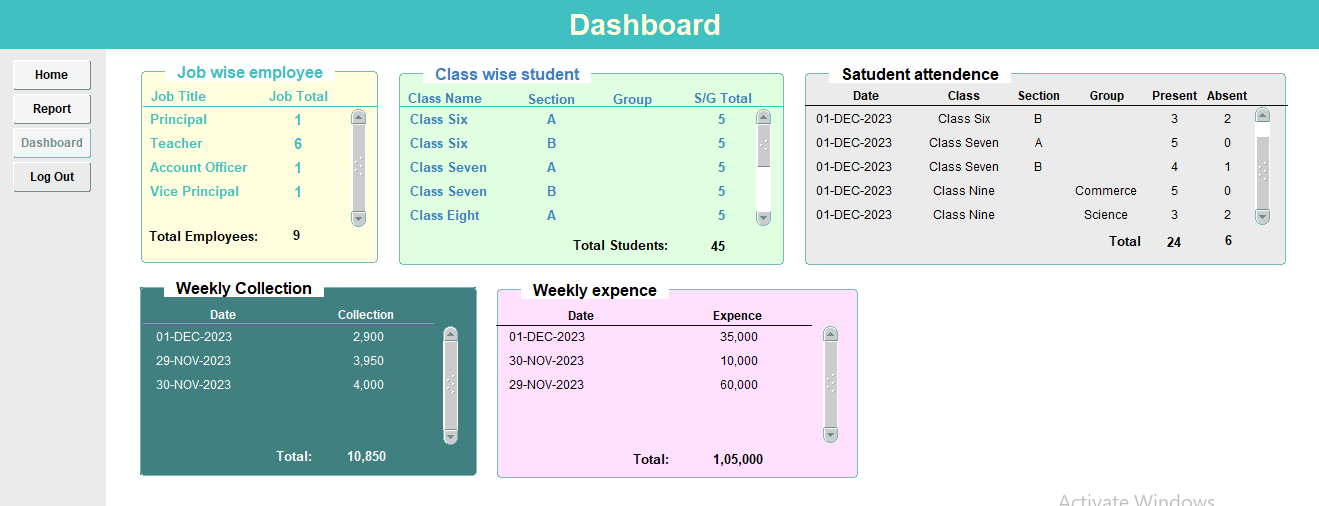 Dashboard
Home
Report
Dashboard
Log Out
Job wise employee
Job Title Job Total
Principal 1
Teacher 6
Account Officer 1
Vice Principal 1
Total Employees: 9
Class wise student
Class Name Section Group S/G Total
Class Six A 5
Class Six B 5
Class Seven A 5
Class Seven B 5
Class Eight A 5
Total Students: 45
Satudent attendence
Date Class Section Group Present Absent
01-DEC-2023 Class Six B 3 2
01-DEC-2023 Class Seven A 5 0
01-DEC-2023 Class Seven B 4 1
01-DEC-2023 Class Nine Commerce 5 0
01-DEC-2023 Class Nine Science 3 2
Total 24 6
Weekly Collection
Date Collection
01-DEC-2023 2,900
29-NOV-2023 3,950
30-NOV-2023 4,000
Total: 10,850
Weekly expence
Date Expence
01-DEC-2023 35,000
30-NOV-2023 10,000
29-NOV-2023 60,000
Total: 1,05,000
Activate Windows